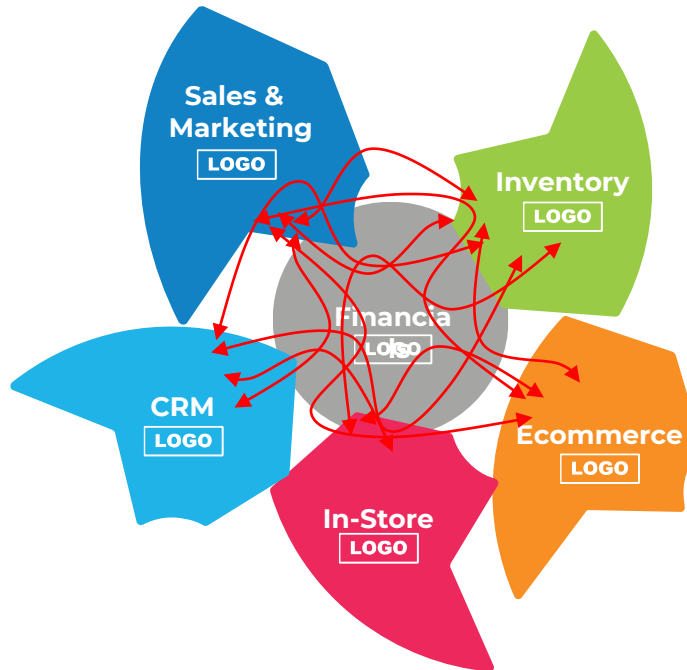 Sales &
Marketing
LOGO
Inventory
LOGO
Financia
ls
LOGO
CRM
LOGO
Ecommerce
LOGO
In-Store
LOGO